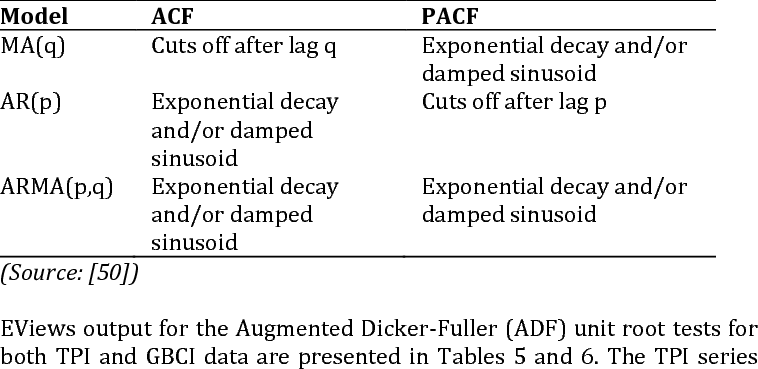 Model ACF PACF
MA(q) Cuts off after lag q Exponential decay and/or
damped sinusoid
AR(p) Exponential decay Cuts off after lag p
and/or damped
sinusoid
ARMA(p,q) Exponential decay Exponential decay and/or
and/or damped damped sinusoid
sinusoid
(Source: [50])
EViews output for the Augmented Dicker-Fuller (ADF) unit root tests for
both TPI and GBCI data are presented in Tables 5 and 6. The TPI series